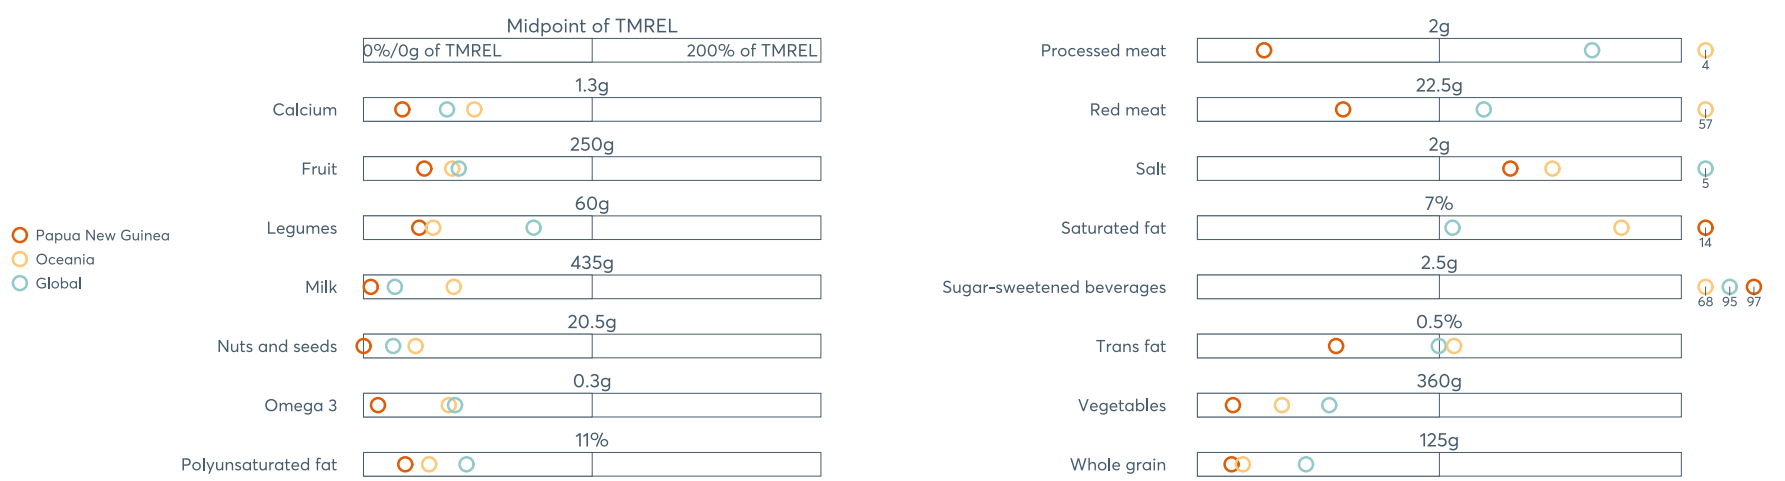 Midpoint of TMREL
0%/0g of TMREL 200% of TMREL
1.3g
Calcium
250g
Fruit
60g
Legumes
435g
Milk
20.5g
Nuts and seeds
0.3g
Omega 3
11%
Polyunsaturated fat
Papua New Guinea
Oceania
Global
2g
Processed meat
4
22.5g
Red meat
57
2g
Salt
5
7%
Saturated fat
14
2.5g
Sugar-sweetened beverages
68 95 97
0.5%
Trans fat
360g
Vegetables
125g
Whole grain